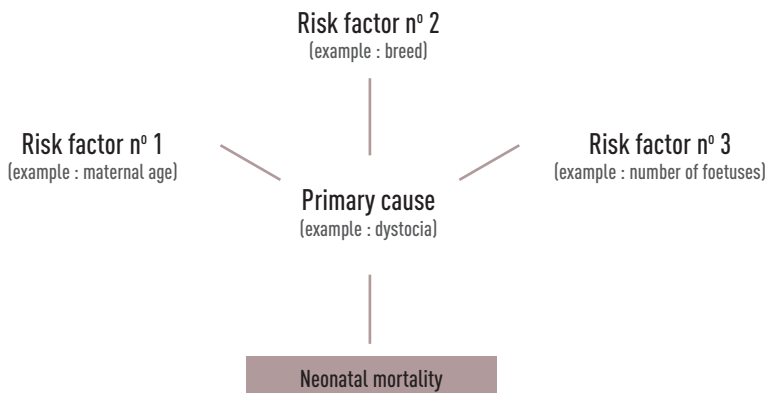 Risk factor nº 2
(example : breed)
Risk factor nº 1
(example : maternal age)
Risk factor nº 3
(example : number of foetuses)
Primary cause
(example : dystocia)
Neonatal mortality